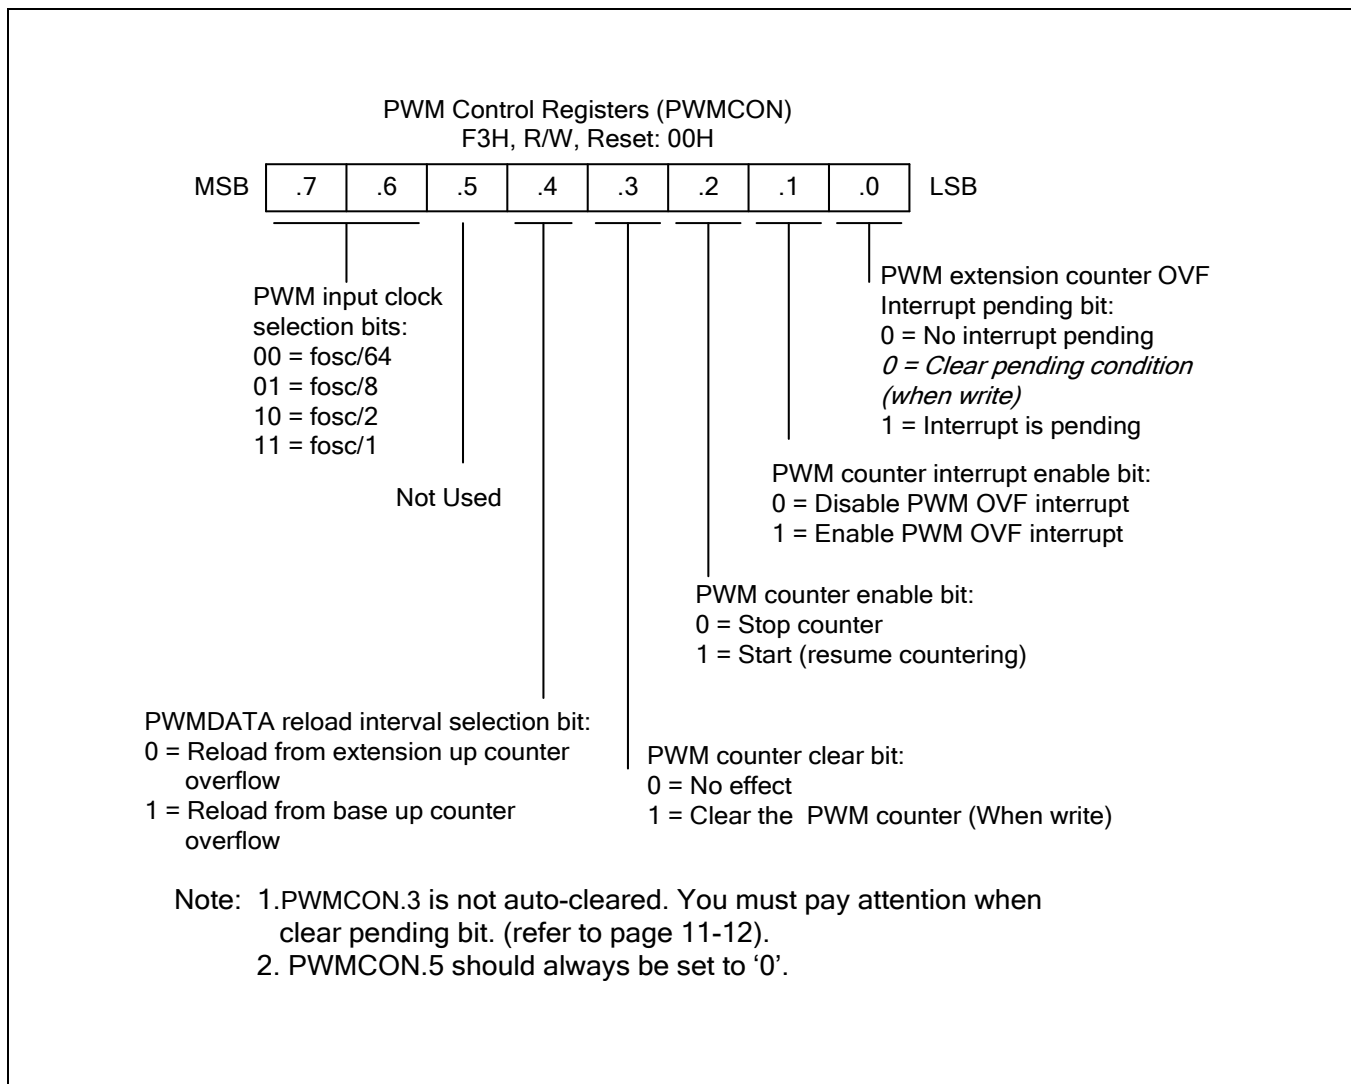 PWM Control Registers (PWMCON)
F3H, R/W, Reset: 00H
MSB .7 .6 .5 .4 .3 .2 .1 .0 LSB
PWM input clock
selection bits:
00 = fosc/64
01 = fosc/8
10 = fosc/2
11 = fosc/1
Not Used
PWM extension counter OVF
Interrupt pending bit:
0 = No interrupt pending
0 = Clear pending condition
(when write)
1 = Interrupt is pending
PWM counter interrupt enable bit:
0 = Disable PWM OVF interrupt
1 = Enable PWM OVF interrupt
PWM counter enable bit:
0 = Stop counter
1 = Start (resume countering)
PWMDATA reload interval selection bit:
0 = Reload from extension up counter
overflow
1 = Reload from base up counter
overflow
PWM counter clear bit:
0 = No effect
1 = Clear the PWM counter (When write)
Note: 1.PWMCON.3 is not auto-cleared. You must pay attention when
clear pending bit. (refer to page 11-12).
2. PWMCON.5 should always be set to ‘0’.